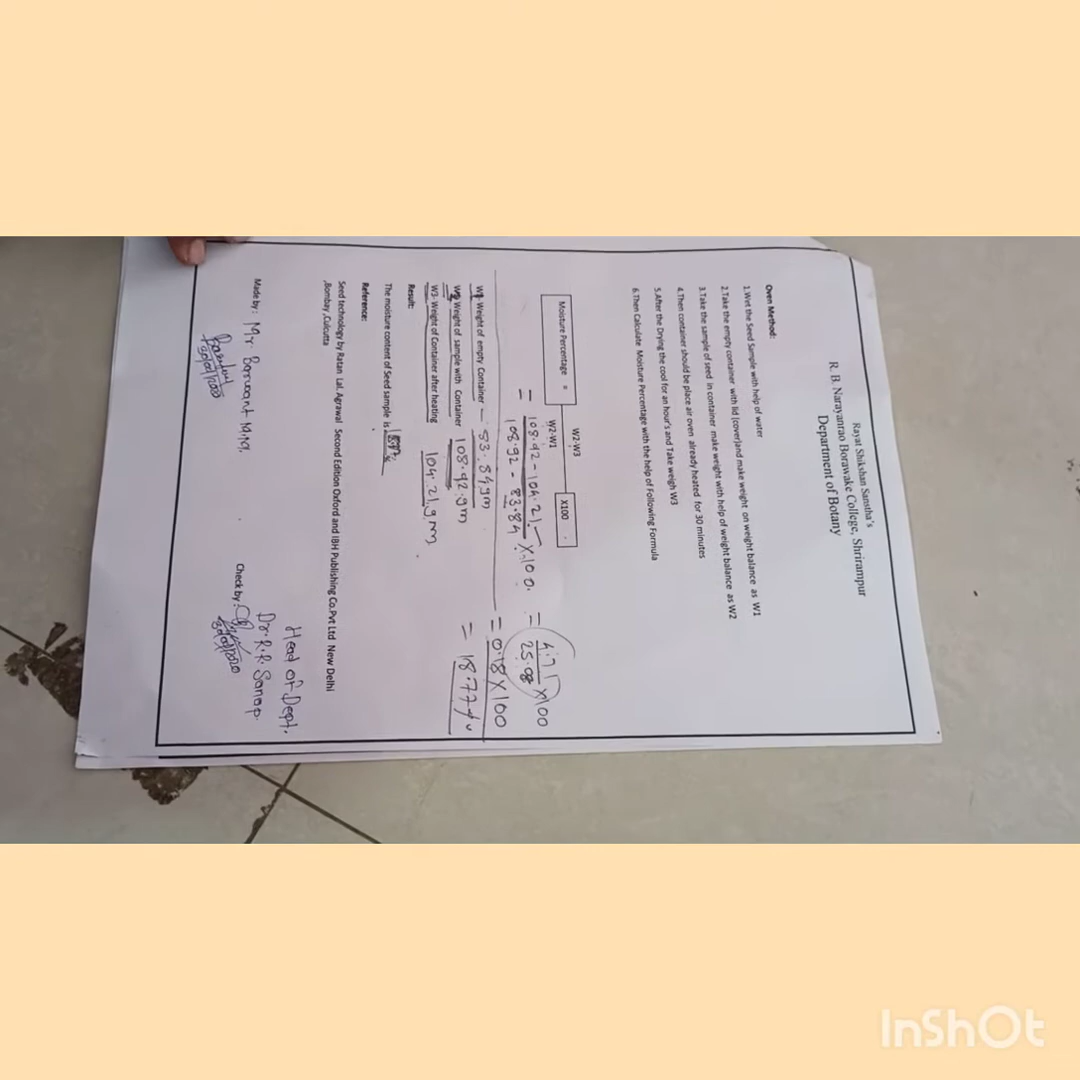 Rayat Shikshan Sanstha's
R. B. Narayanrao Borawake College, Shrirampur
Department of Botany
Oven Method:
1.Wet the Seed Sample with help of water
2.Take the empty container with lid (cover)and make weight on weight balance as W1
3.Take the sample of seed in container make weight with help of weight balance as W2
4.Then container should be place air oven already heated for 30 minutes
5.After the Drying the cool for an hour's and Take weigh W3
6.Then Calculate Moisture Percentage with the help of Following Formula
W2-W3
Moisture Percentage = X100
W2-W1
= 108.92 - 104.21 X 100. = 4.71 X100
108.92 - 83.84 25.08
= 0.18 X 100
= 18.77%
W1- Weight of empty Container - 83.84gm
W2 Weight of sample with Container 108.92.gm
W3- Weight of Container after heating 104.21,gm
Result:
The moisture content of Seed sample is
Reference:
Seed technology by Ratan Lal. Agrawal Second Edition Oxford and IBH Publishing Co.Pvt Ltd New Delhi
,Bombay ,Culcutta
Made by: Mr. Check by:
Head of Dept.
Dr. R. R. Sanap.
InShOt